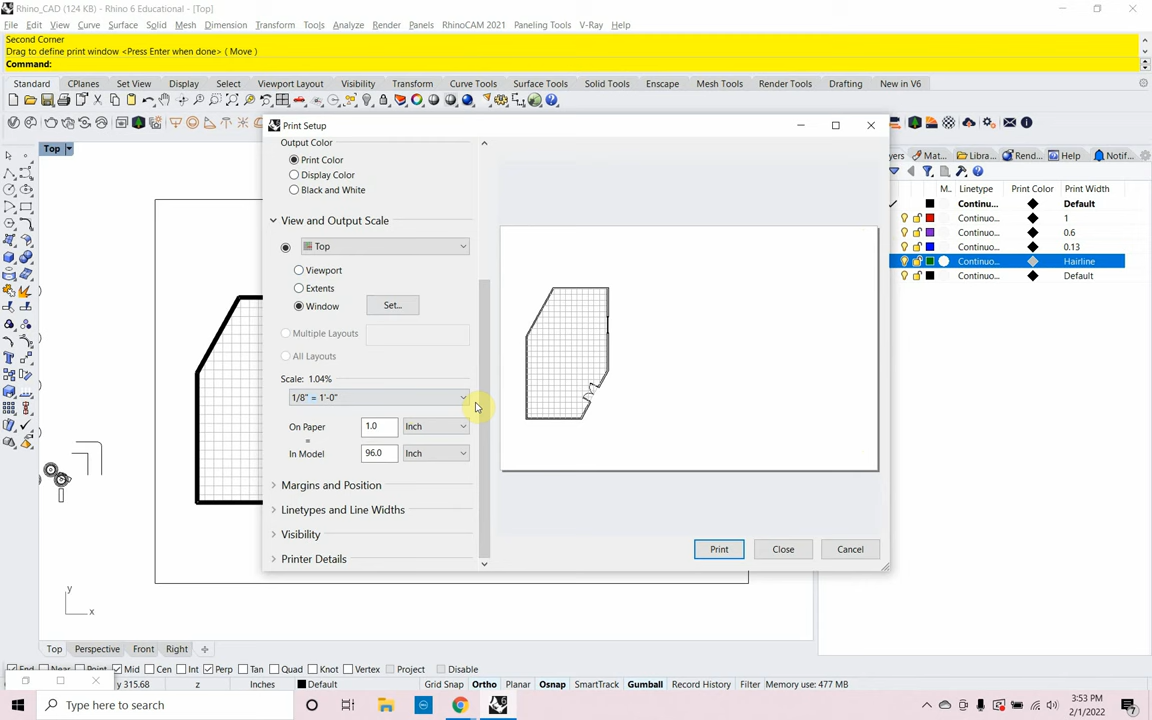 Rhino_CAD (124 KB) - Rhino 6 Educational - [Top]
File Edit View Curve Surface Solid Mesh Dimension Transform Tools Analyze Render Panels RhinoCAM 2021 Paneling Tools V-Ray Help
Second Corner
Drag to define print window <Press Enter when done> ( Move )
Command:
Standard CPlanes Set View Display Select Viewport Layout Visibility Transform Curve Tools Surface Tools Solid Tools Enscape Mesh Tools Render Tools Drafting New in V6
Top
Print Setup
Output Color
Print Color
Display Color
Black and White
View and Output Scale
Top
Viewport
Extents
Window Set...
Multiple Layouts
All Layouts
Scale: 1.04%
1/8" = 1'-0"
On Paper 1.0 Inch
=
In Model 96.0 Inch
Margins and Position
Linetypes and Line Widths
Visibility
Printer Details
Print Close Cancel
yers Mat... Libra... Rend... Help Notif...
M.. Linetype Print Color Print Width
Continu... Default
Continuo... 1
Continuo... 0.6
Continuo... 0.13
Continuo... Hairline
Continuo... Default
y
x
Top Perspective Front Right
End Near Point Mid Cen Int Perp Tan Quad Knot Vertex Project Disable
y 315.68 z Inches Default Grid Snap Ortho Planar Osnap SmartTrack Gumball Record History Filter Memory use: 477 MB
Type here to search
3:53 PM
2/1/2022
7